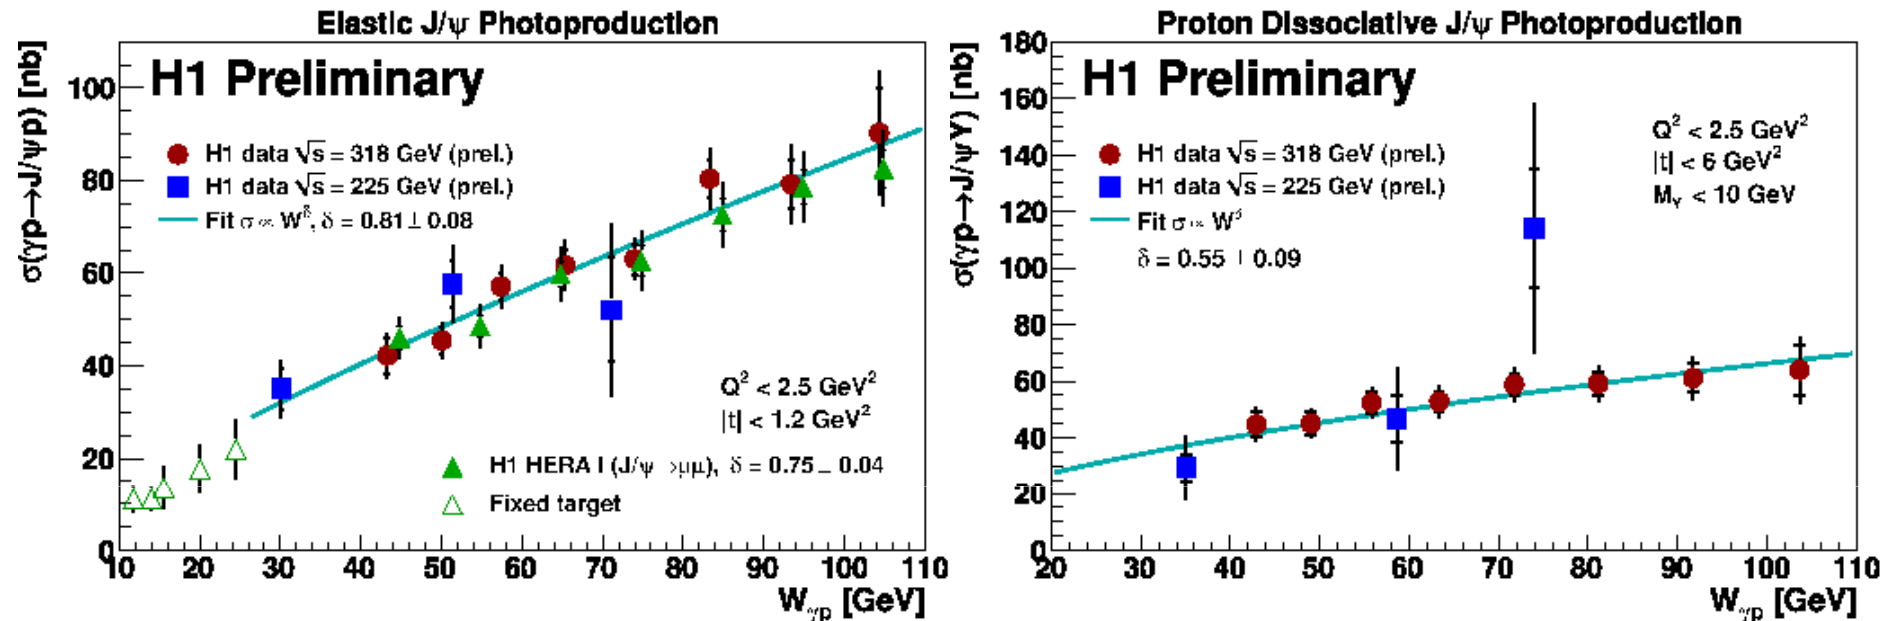 Elastic J/ψ Photoproduction
σ(γp→J/ψp) [nb]
H1 Preliminary
H1 data √s = 318 GeV (prel.)
H1 data √s = 225 GeV (prel.)
Fit σ ∝ W^δ, δ = 0.81 ± 0.08
Q² < 2.5 GeV²
|t| < 1.2 GeV²
H1 HERA I (J/ψ→μμ), δ = 0.75 ± 0.04
Fixed target
100
80
60
40
20
0
10 20 30 40 50 60 70 80 90 100 110
W_γp [GeV]
Proton Dissociative J/ψ Photoproduction
σ(γp→J/ψY) [nb]
H1 Preliminary
H1 data √s = 318 GeV (prel.)
H1 data √s = 225 GeV (prel.)
Fit σ ∝ W^δ
δ = 0.55 ± 0.09
Q² < 2.5 GeV²
|t| < 6 GeV²
M_Y < 10 GeV
180
160
140
120
100
80
60
40
20
0
20 30 40 50 60 70 80 90 100 110
W_γp [GeV]